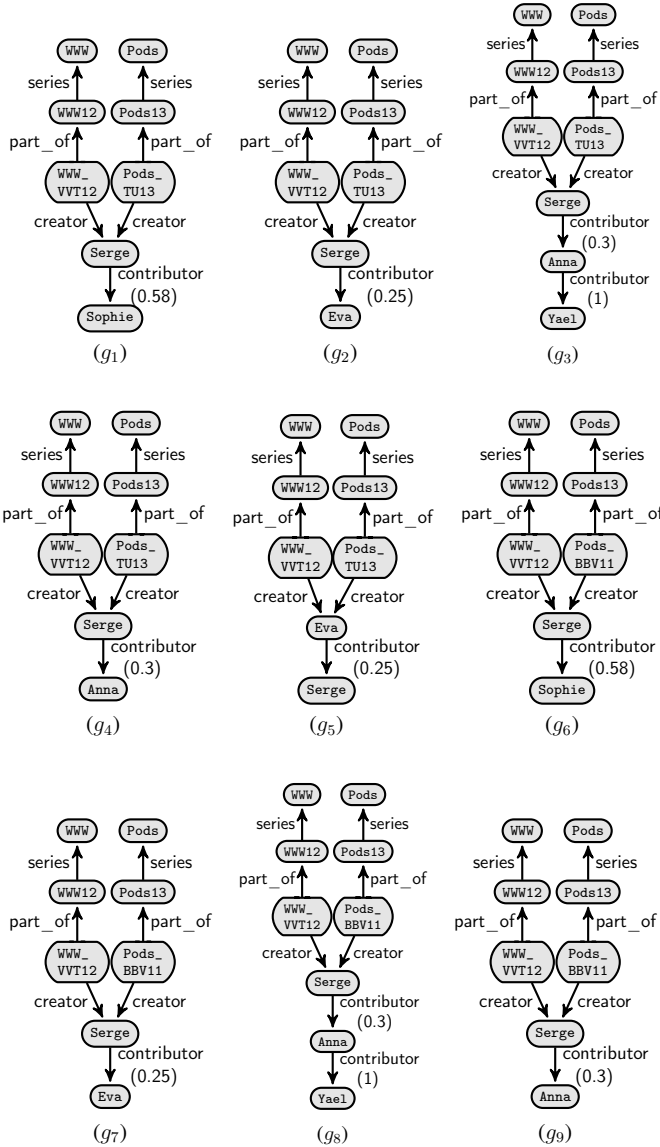 WWW Pods
series series
WWW12 Pods13
part_of part_of
WWW_ Pods_
VVT12 TU13
creator creator
Serge
contributor
(0.58)
Sophie
(g1)
WWW Pods
series series
WWW12 Pods13
part_of part_of
WWW_ Pods_
VVT12 TU13
creator creator
Serge
contributor
(0.25)
Eva
(g2)
WWW Pods
series series
WWW12 Pods13
part_of part_of
WWW_ Pods_
VVT12 TU13
creator creator
Serge
contributor
(0.3)
Anna
contributor
(1)
Yael
(g3)
WWW Pods
series series
WWW12 Pods13
part_of part_of
WWW_ Pods_
VVT12 TU13
creator creator
Serge
contributor
(0.3)
Anna
(g4)
WWW Pods
series series
WWW12 Pods13
part_of part_of
WWW_ Pods_
VVT12 TU13
creator creator
Eva
contributor
(0.25)
Serge
(g5)
WWW Pods
series series
WWW12 Pods13
part_of part_of
WWW_ Pods_
VVT12 BBV11
creator creator
Serge
contributor
(0.58)
Sophie
(g6)
WWW Pods
series series
WWW12 Pods13
part_of part_of
WWW_ Pods_
VVT12 BBV11
creator creator
Serge
contributor
(0.25)
Eva
(g7)
WWW Pods
series series
WWW12 Pods13
part_of part_of
WWW_ Pods_
VVT12 BBV11
creator creator
Serge
contributor
(0.3)
Anna
contributor
(1)
Yael
(g8)
WWW Pods
series series
WWW12 Pods13
part_of part_of
WWW_ Pods_
VVT12 BBV11
creator creator
Serge
contributor
(0.3)
Anna
(g9)